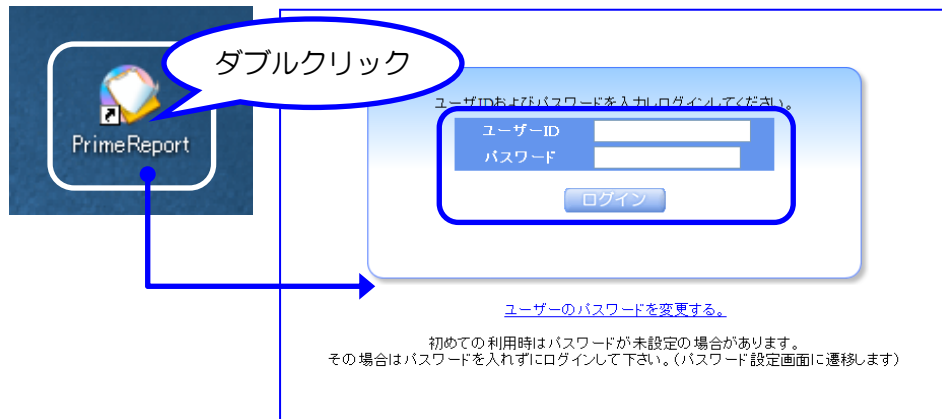 ダブルクリック
PrimeReport
ユーザIDおよびパスワードを入力しログインしてください。
ユーザーID
パスワード
ログイン
ユーザーのパスワードを変更する。
初めての利用時はパスワードが未設定の場合があります。
その場合はパスワードを入れずにログインして下さい。(パスワード設定画面に遷移します)